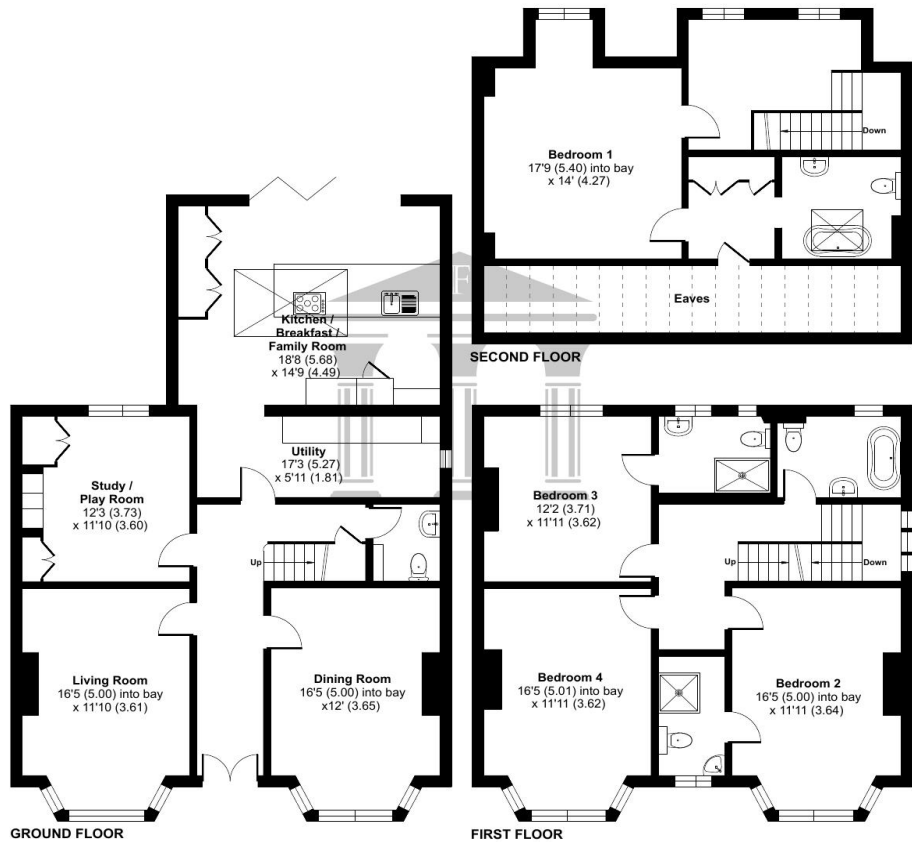 Bedroom 1
17'9 (5.40) into bay
x 14' (4.27)
Down
Eaves
SECOND FLOOR
F
Kitchen /
Breakfast /
Family Room
18'8 (5.68)
x 14'9 (4.49)
Utility
17'3 (5.27)
x 5'11 (1.81)
Study /
Play Room
12'3 (3.73)
x 11'10 (3.60)
Up
Living Room
16'5 (5.00) into bay
x 11'10 (3.61)
Dining Room
16'5 (5.00) into bay
x12' (3.65)
GROUND FLOOR
Bedroom 3
12'2 (3.71)
x 11'11 (3.62)
Up
Down
Bedroom 4
16'5 (5.01) into bay
x 11'11 (3.62)
Bedroom 2
16'5 (5.00) into bay
x 11'11 (3.64)
FIRST FLOOR